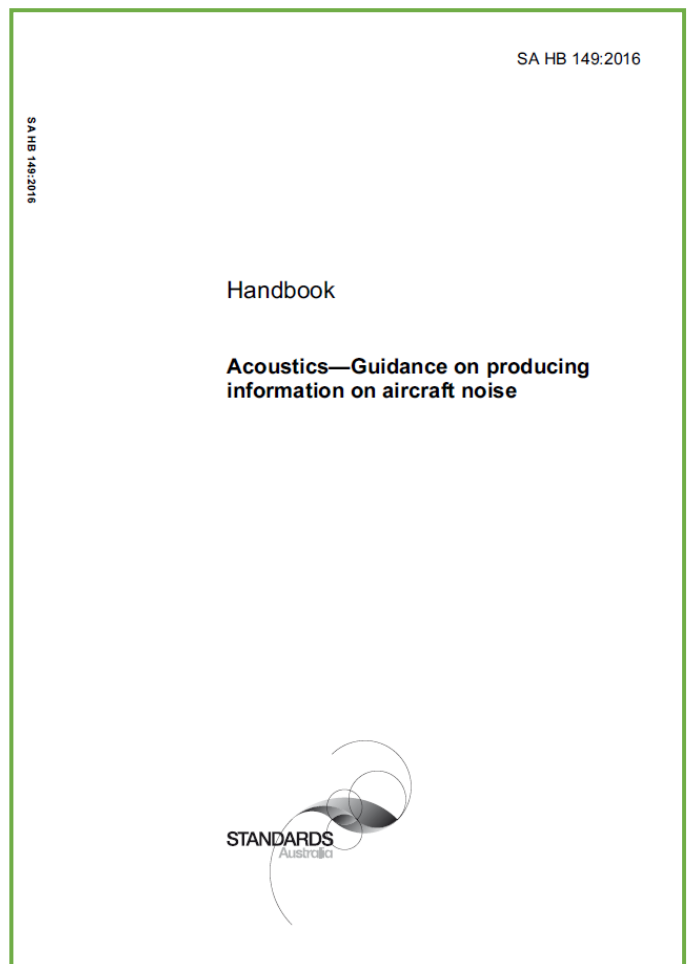 SA HB 149:2016
SA HB 149:2016
Handbook
Acoustics—Guidance on producing
information on aircraft noise
STANDARDS
Australia